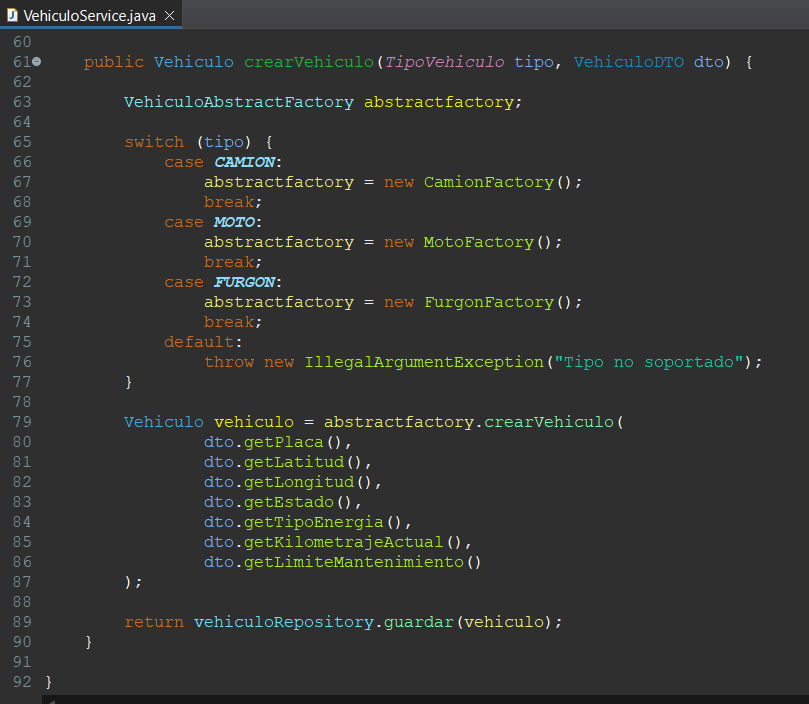 VehiculoService.java
60
61 public Vehiculo crearVehiculo(TipoVehiculo tipo, VehiculoDTO dto) {
62
63 VehiculoAbstractFactory abstractfactory;
64
65 switch (tipo) {
66 case CAMION:
67 abstractfactory = new CamionFactory();
68 break;
69 case MOTO:
70 abstractfactory = new MotoFactory();
71 break;
72 case FURGON:
73 abstractfactory = new FurgonFactory();
74 break;
75 default:
76 throw new IllegalArgumentException("Tipo no soportado");
77 }
78
79 Vehiculo vehiculo = abstractfactory.crearVehiculo(
80 dto.getPlaca(),
81 dto.getLatitud(),
82 dto.getLongitud(),
83 dto.getEstado(),
84 dto.getTipoEnergia(),
85 dto.getKilometrajeActual(),
86 dto.getLimiteMantenimiento()
87 );
88
89 return vehiculoRepository.guardar(vehiculo);
90 }
91
92 }